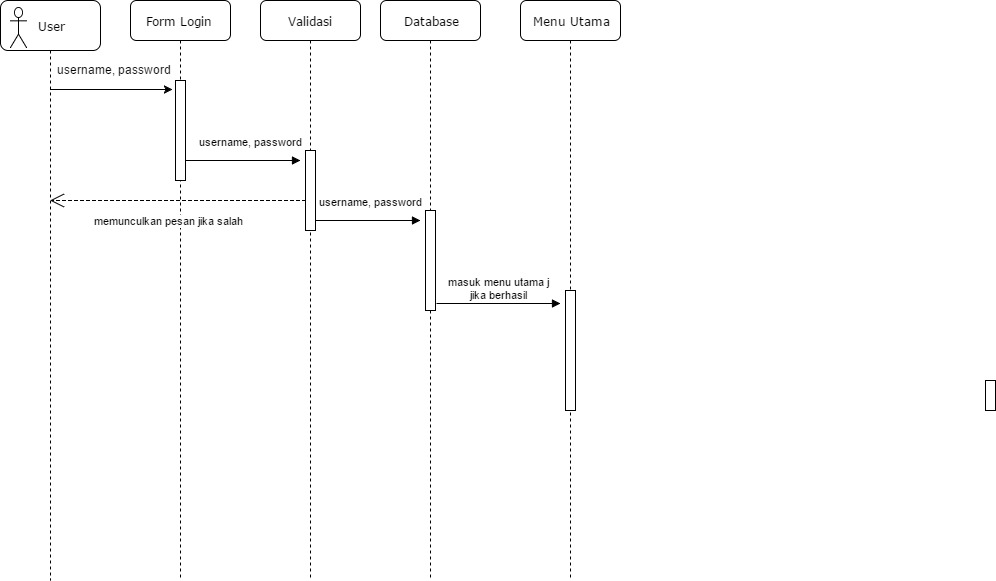 User
Form Login
Validasi
Database
Menu Utama
username, password
username, password
username, password
memunculkan pesan jika salah
masuk menu utama j
jika berhasil